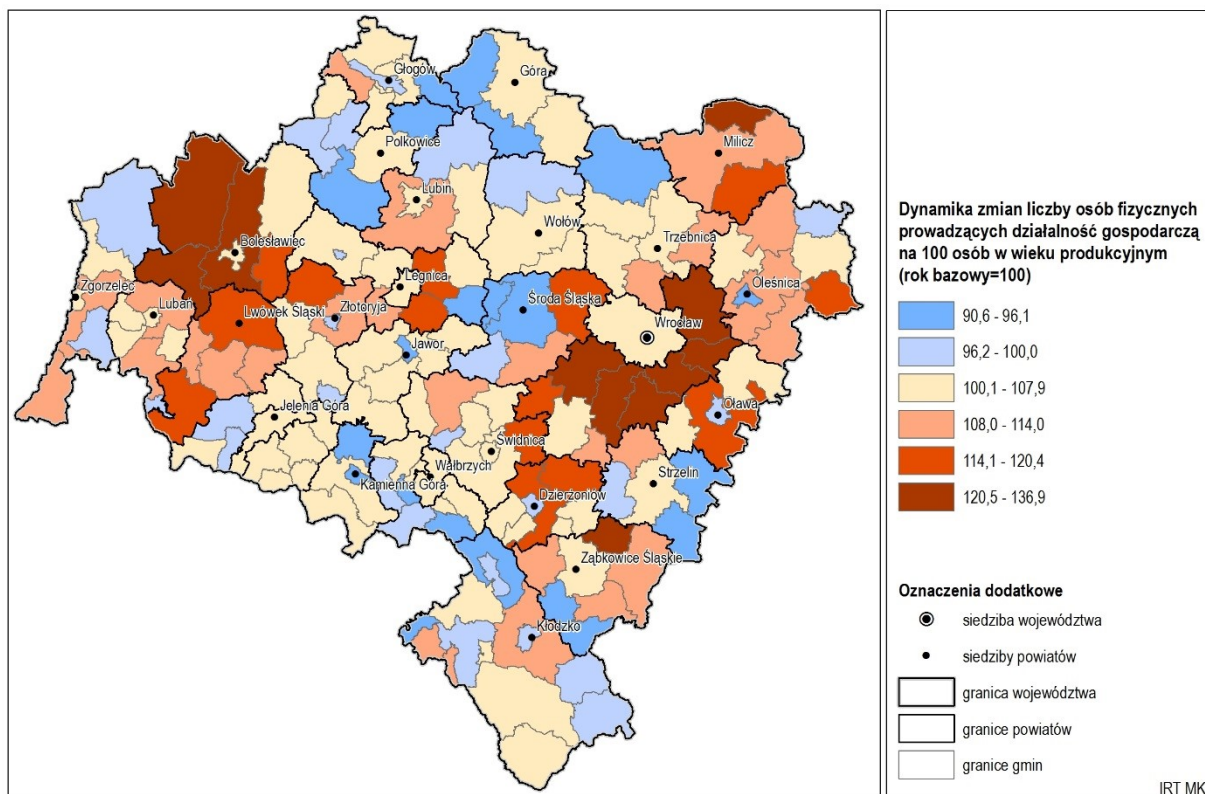 Głogów
Góra
Polkowice
Milicz
Lubin
Wołów
Trzebnica
Bolesławiec
Legnica
Oleśnica
Zgorzelec
Lubań
Lwówek Śląski
Złotoryja
Środa Śląska
Wrocław
Jawor
Jelenia Góra
Oława
Świdnica
Wałbrzych
Kamienna Góra
Strzelin
Dzierżoniów
Ząbkowice Śląskie
Kłodzko
Dynamika zmian liczby osób fizycznych
prowadzących działalność gospodarczą
na 100 osób w wieku produkcyjnym
(rok bazowy=100)
90,6 - 96,1
96,2 - 100,0
100,1 - 107,9
108,0 - 114,0
114,1 - 120,4
120,5 - 136,9
Oznaczenia dodatkowe
siedziba województwa
siedziby powiatów
granica województwa
granice powiatów
granice gmin
IRT MK